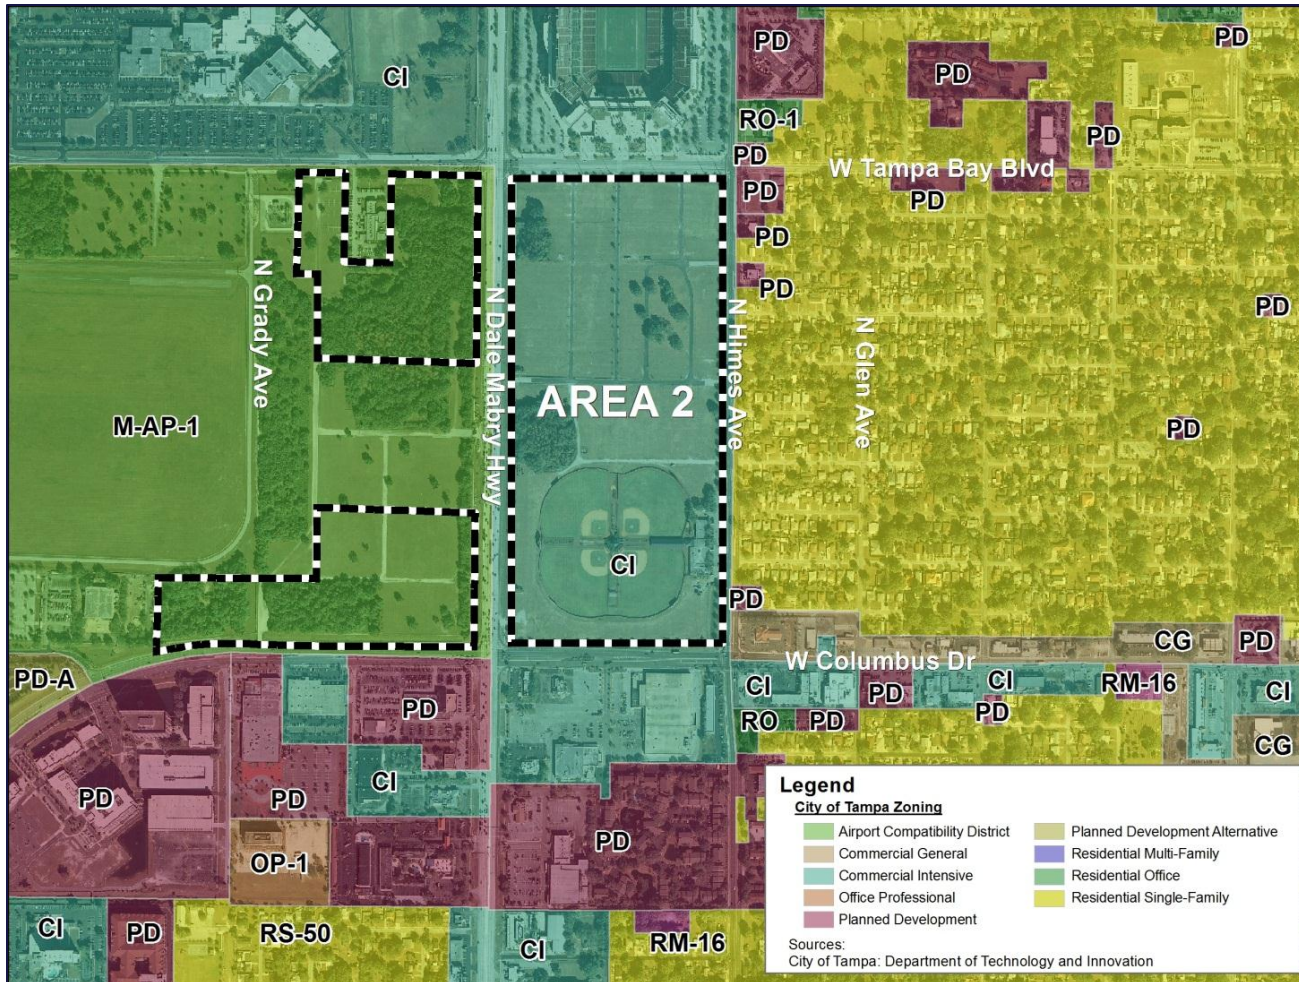 PD
CI
PD
PD
RO-1
PD
PD
W Tampa Bay Blvd
PD
PD
PD
N Grady Ave
N Dale Mabry Hwy
N Himes Ave
N Glen Ave
PD
PD
AREA 2
M-AP-1
PD
CI
PD
CG
PD
W Columbus Dr
PD-A
CI
PD
CI
RM-16
CI
PD
RO
PD
PD
CG
CI
PD
PD
PD
OP-1
CI
PD
RS-50
CI
RM-16
Legend
City of Tampa Zoning
Airport Compatibility District
Commercial General
Commercial Intensive
Office Professional
Planned Development
Planned Development Alternative
Residential Multi-Family
Residential Office
Residential Single-Family
Sources:
City of Tampa: Department of Technology and Innovation